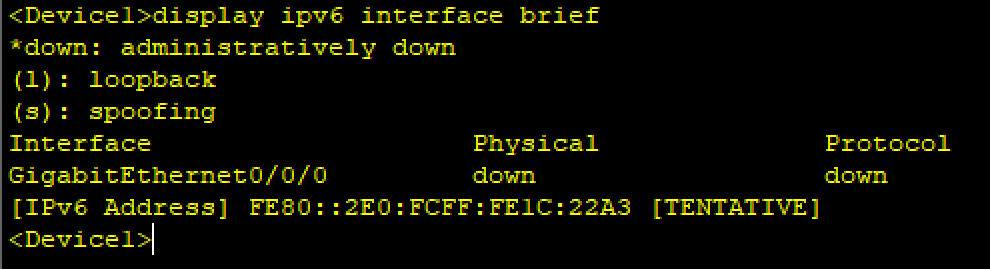 <Device1>display ipv6 interface brief
*down: administratively down
(l): loopback
(s): spoofing
Interface Physical Protocol
GigabitEthernet0/0/0 down down
[IPv6 Address] FE80::2E0:FCFF:FE1C:22A3 [TENTATIVE]
<Device1>